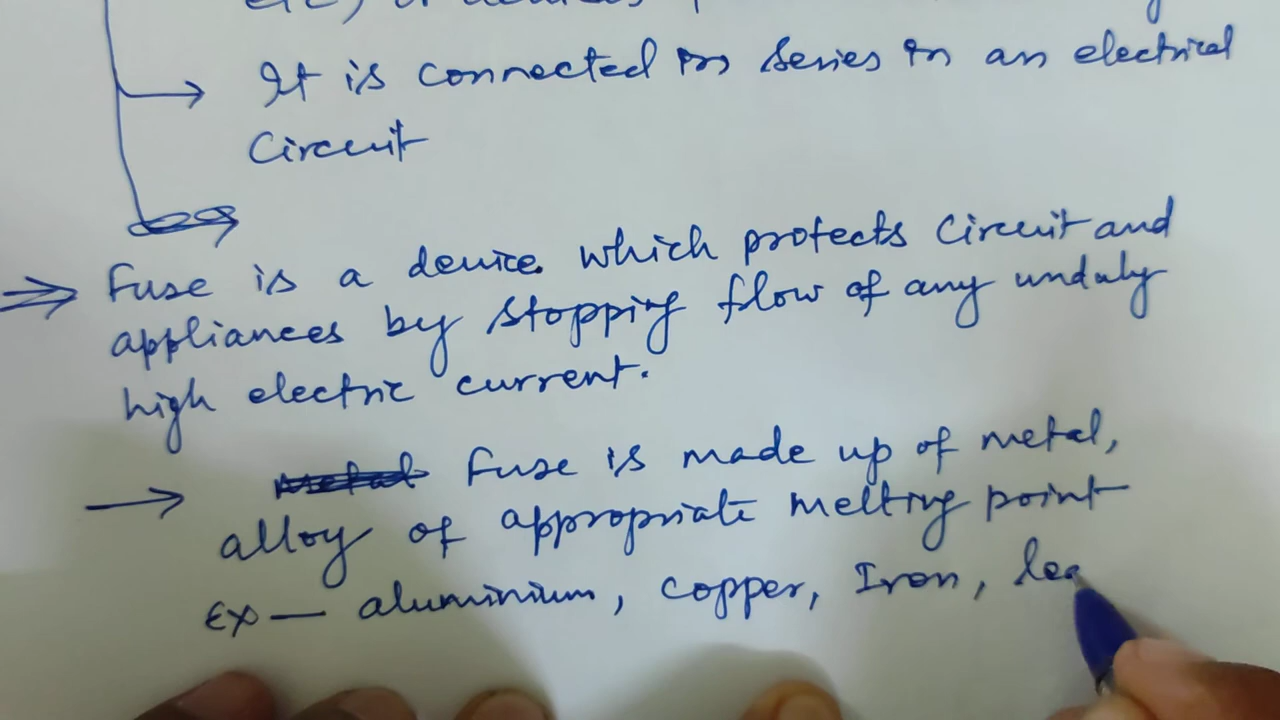 It is connected in series in an electrical
Circuit
Fuse is a device which protects Circuit and
appliances by stopping flow of any unduly
high electric current.
Fuse is made up of metal,
alloy of appropriate melting point
Ex — aluminium, copper, Iron, lea